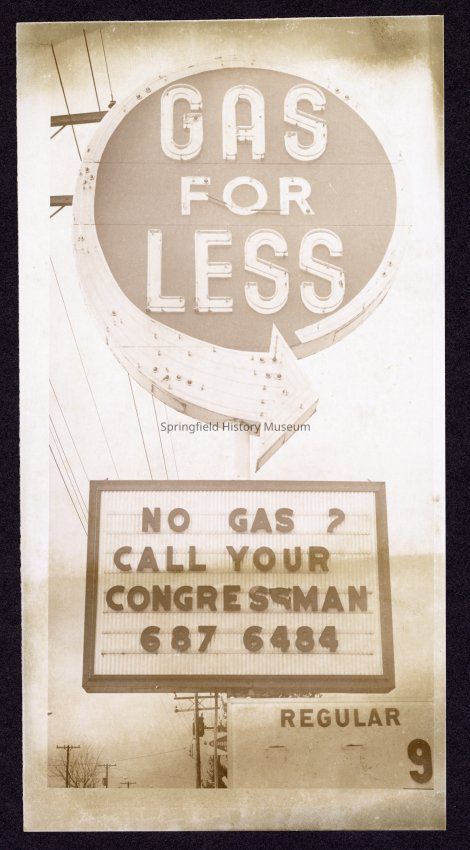 GAS
FOR
LESS
Springfield History Museum
NO GAS ?
CALL YOUR
CONGRESSMAN
687 6484
REGULAR
9